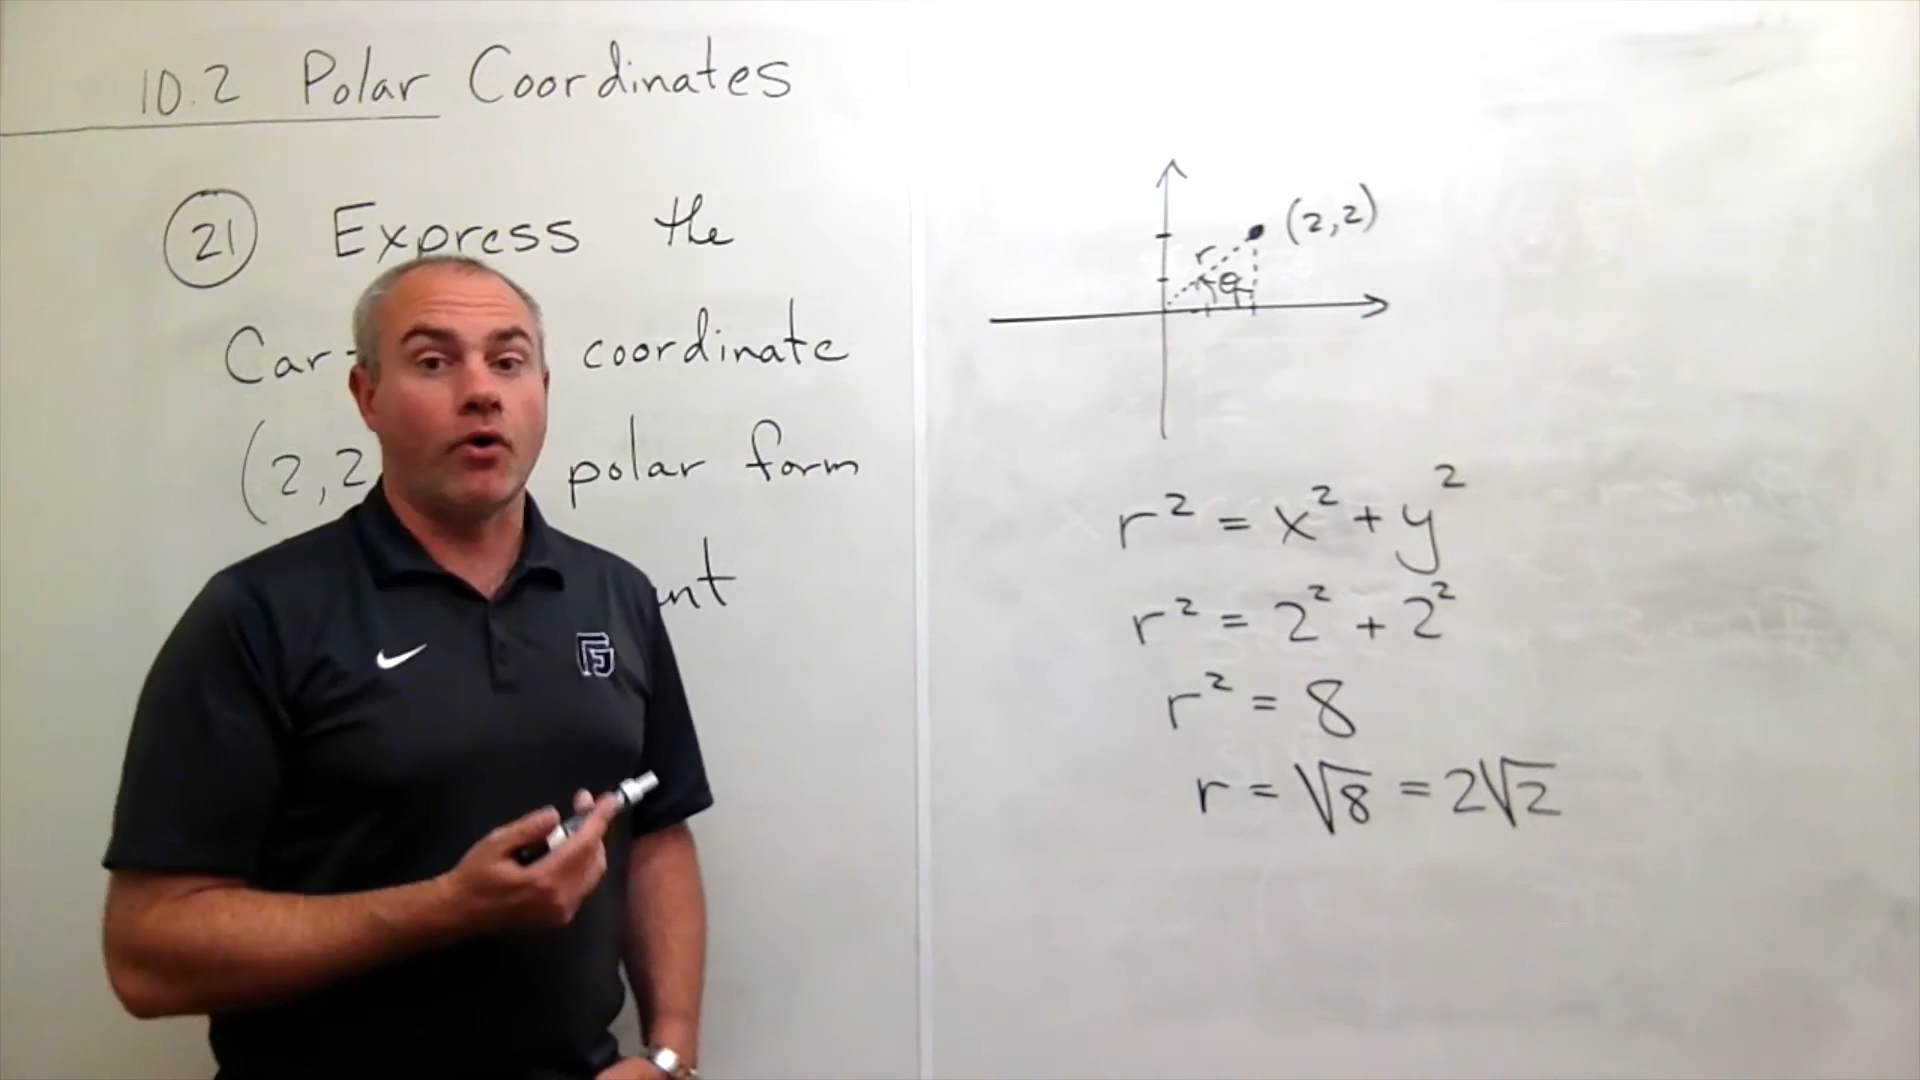 10.2 Polar Coordinates
21 Express the
Car coordinate
(2,2 polar form
nt
(2,2)
r
θ
r² = x² + y²
r² = 2² + 2²
r² = 8
r = √8 = 2√2